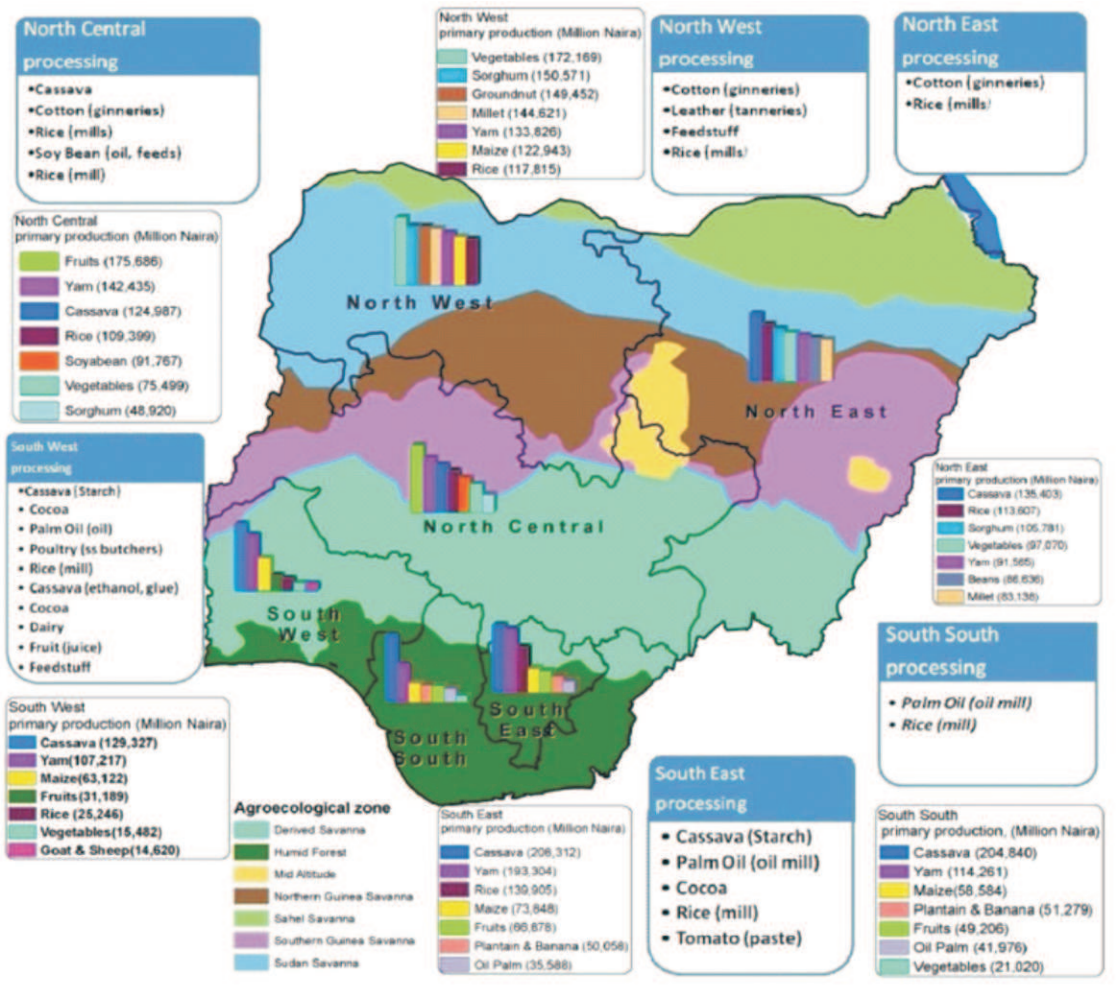 North Central
processing
•Cassava
•Cotton (ginneries)
•Rice (mills)
•Soy Bean (oil, feeds)
•Rice (mill)
North West
primary production (Million Naira)
Vegetables (172,169)
Sorghum (150,571)
Groundnut (149,452)
Millet (144,621)
Yam (133,826)
Maize (122,943)
Rice (117,815)
North West
processing
•Cotton (ginneries)
•Leather (tanneries)
•Feedstuff
•Rice (mills)
North East
processing
•Cotton (ginneries)
•Rice (mills)
North Central
primary production (Million Naira)
Fruits (175,686)
Yam (142,435)
Cassava (124,987)
Rice (109,399)
Soyabean (91,767)
Vegetables (75,499)
Sorghum (48,920)
North West
North East
North Central
South
West
South
South
South
East
South West
processing
•Cassava (Starch)
• Cocoa
• Palm Oil (oil)
• Poultry (ss butchers)
• Rice (mill)
• Cassava (ethanol, glue)
• Cocoa
• Dairy
• Fruit (juice)
• Feedstuff
North East
primary production (Million Naira)
Cassava (135,403)
Rice (113,607)
Sorghum (105,781)
Vegetables (97,070)
Yam (91,565)
Beans (86,636)
Millet (83,136)
South South
processing
• Palm Oil (oil mill)
• Rice (mill)
South West
primary production (Million Naira)
Cassava (129,327)
Yam(107,217)
Maize(63,122)
Fruits(31,189)
Rice (25,246)
Vegetables(15,482)
Goat & Sheep(14,620)
Agroecological zone
Derived Savanna
Humid Forest
Mid Altitude
Northern Guinea Savanna
Sahel Savanna
Southern Guinea Savanna
Sudan Savanna
South East
primary production (Million Naira)
Cassava (206,312)
Yam (193,304)
Rice (139,905)
Maize (73,848)
Fruits (66,678)
Plantain & Banana (50,056)
Oil Palm (35,588)
South East
processing
• Cassava (Starch)
• Palm Oil (oil mill)
• Cocoa
• Rice (mill)
• Tomato (paste)
South South
primary production, (Million Naira)
Cassava (204,840)
Yam (114,261)
Maize(58,584)
Plantain & Banana (51,279)
Fruits (49,206)
Oil Palm (41,976)
Vegetables (21,020)